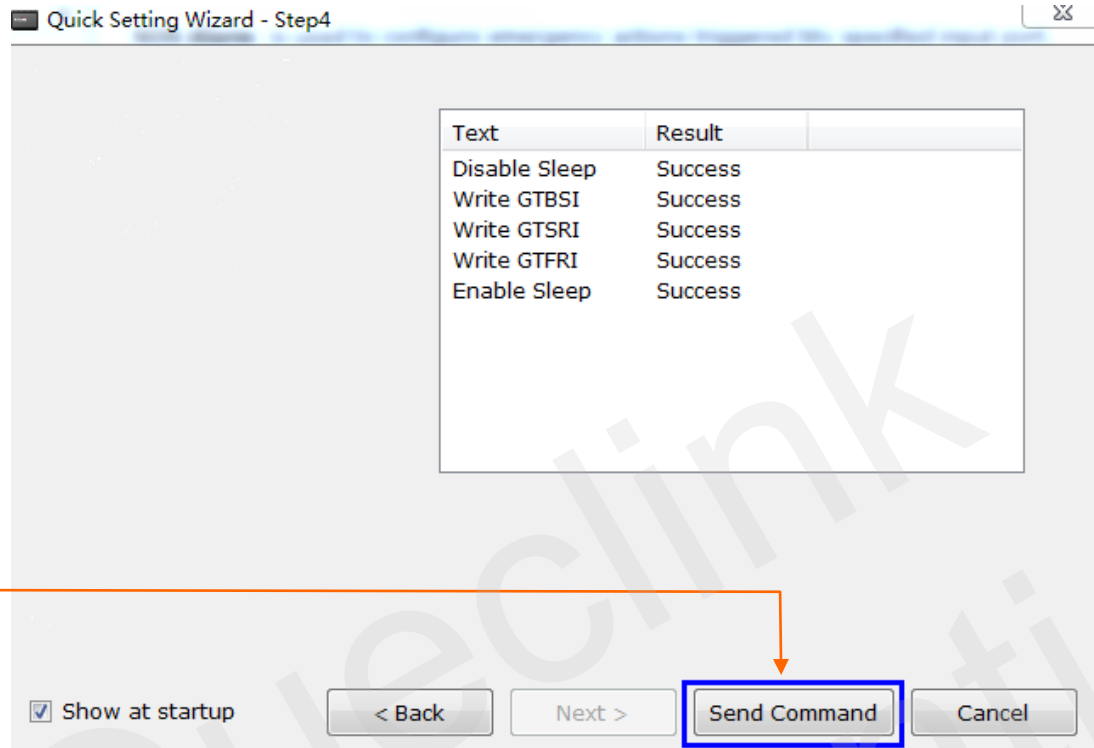 Quick Setting Wizard - Step4
Text Result
Disable Sleep Success
Write GTBSI Success
Write GTSRI Success
Write GTFRI Success
Enable Sleep Success
Show at startup < Back Next > Send Command Cancel